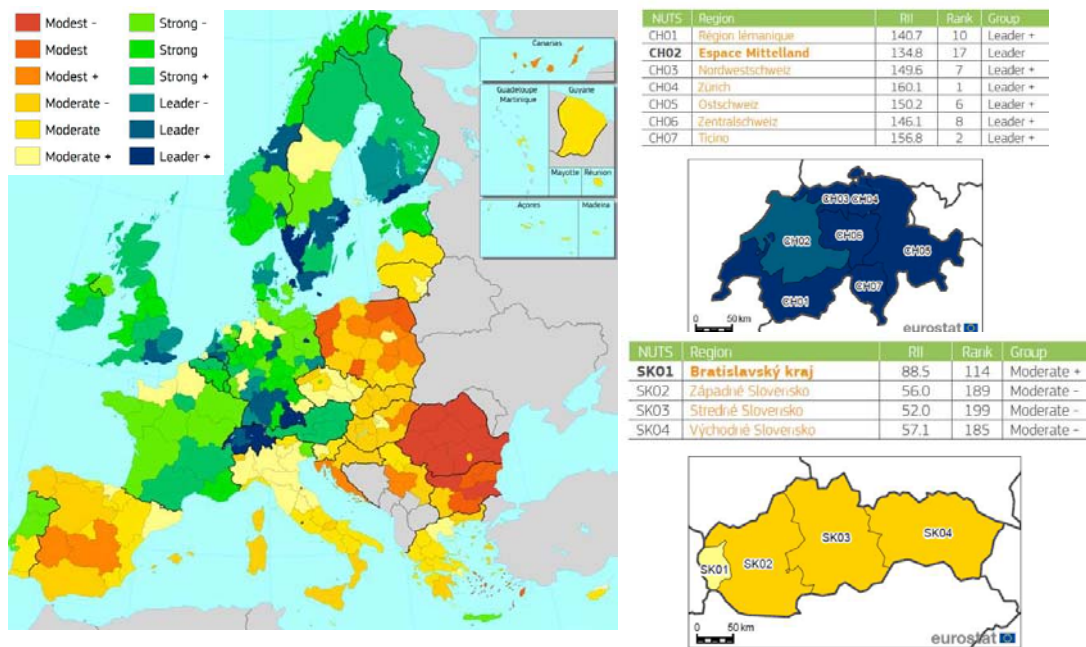 Modest -
Modest
Modest +
Moderate -
Moderate
Moderate +
Strong -
Strong
Strong +
Leader -
Leader
Leader +
Canarias
Guadeloupe
Martinique
Guyane
Mayotte
Réunion
Açores
Madeira
NUTS Region RII Rank Group
CH01 Région lémanique 140.7 10 Leader +
CH02 Espace Mittelland 134.8 17 Leader
CH03 Nordwestschweiz 149.6 7 Leader +
CH04 Zürich 160.1 1 Leader +
CH05 Ostschweiz 150.2 6 Leader +
CH06 Zentralschweiz 146.1 8 Leader +
CH07 Ticino 156.8 2 Leader +
CH03 CH04
CH02
CH06
CH05
CH01
CH07
0 50 km
eurostat
NUTS Region RII Rank Group
SK01 Bratislavský kraj 88.5 114 Moderate +
SK02 Západné Slovensko 56.0 189 Moderate -
SK03 Stredné Slovensko 52.0 199 Moderate -
SK04 Východné Slovensko 57.1 185 Moderate -
SK01
SK02
SK03
SK04
0 50 km
eurostat